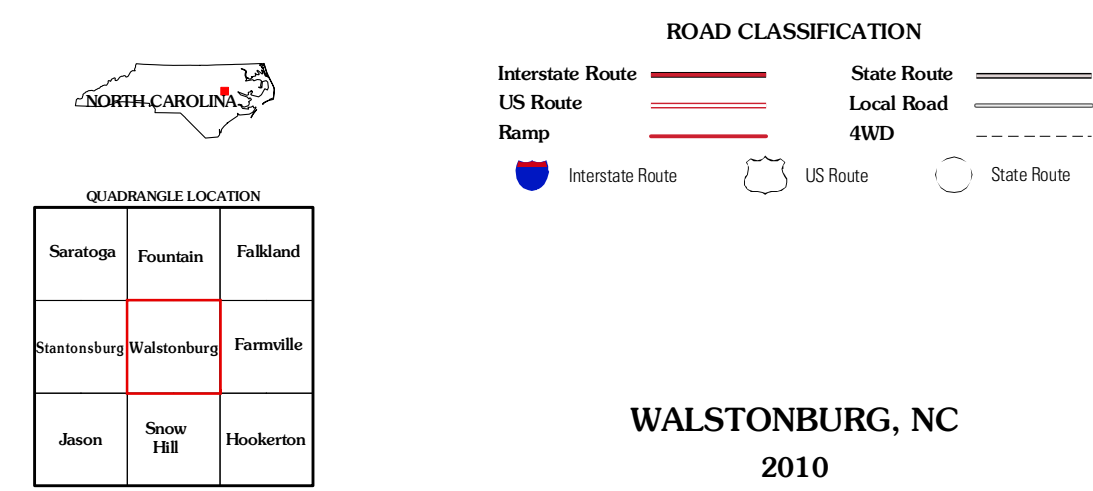 NORTH CAROLINA
QUADRANGLE LOCATION
Saratoga Fountain Falkland
Stantonsburg Walstonburg Farmville
Jason Snow Hill Hookerton
ROAD CLASSIFICATION
Interstate Route State Route
US Route Local Road
Ramp 4WD
Interstate Route US Route State Route
WALSTONBURG, NC
2010